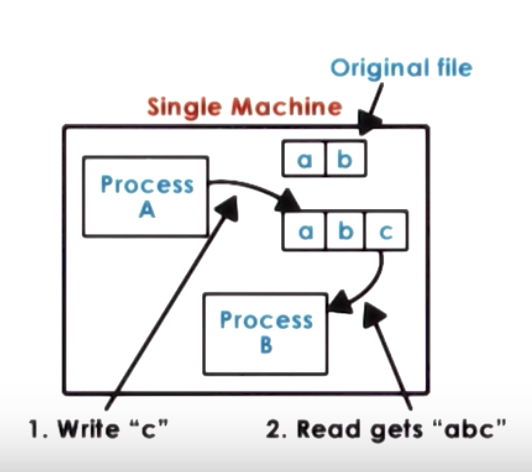 Original file
Single Machine
a b
Process
A
a b c
Process
B
1. Write “c”
2. Read gets “abc”